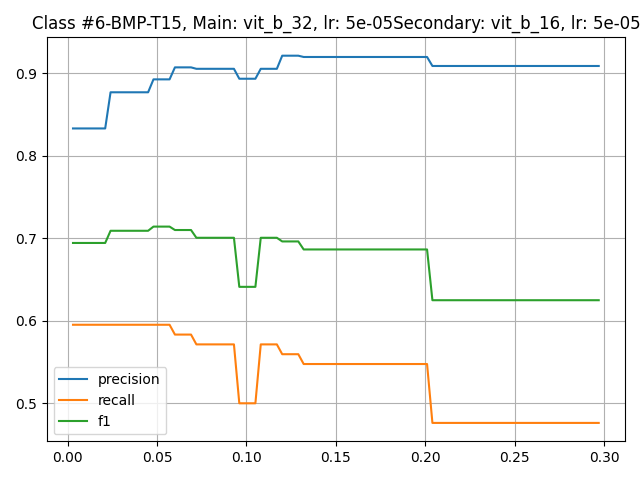 Class #6-BMP-T15, Main: vit_b_32, lr: 5e-05Secondary: vit_b_16, lr: 5e-05
0.9
0.8
0.7
0.6
0.5
precision
recall
f1
0.00 0.05 0.10 0.15 0.20 0.25 0.30